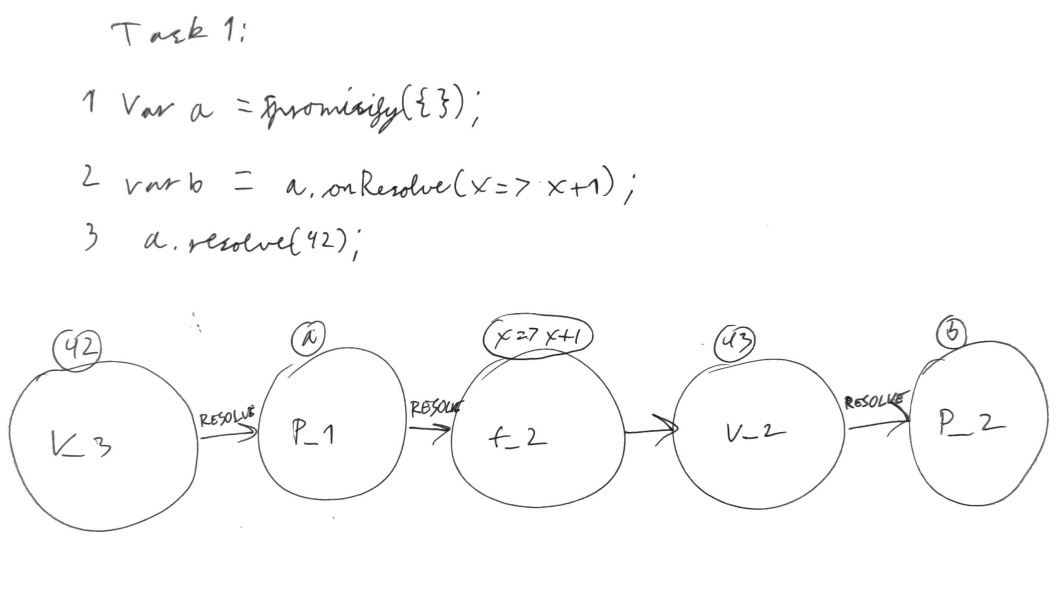 Task 1:
1 Var a = promisify({});
2 var b = a.onResolve(x=> x+1);
3 a.resolve(42);
42 a x=> x+1 43 b
V_3 RESOLVE P_1 RESOLVE f_2 V_2 RESOLVE P_2